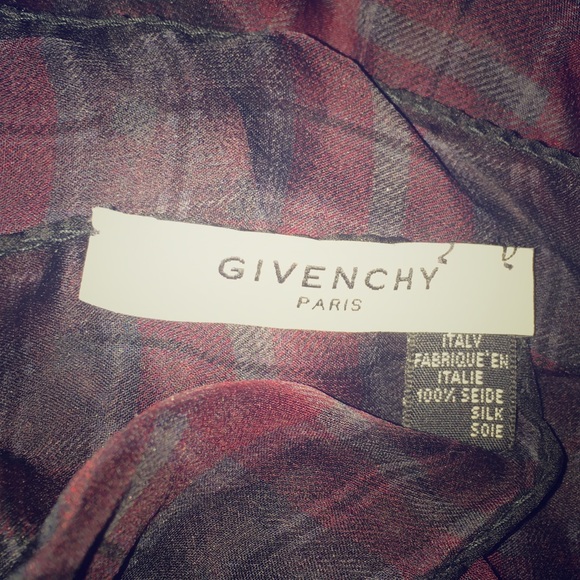 GIVENCHY
PARIS
ITALY
FABRIQUE EN
ITALIE
100% SEIDE
SILK
SOIE